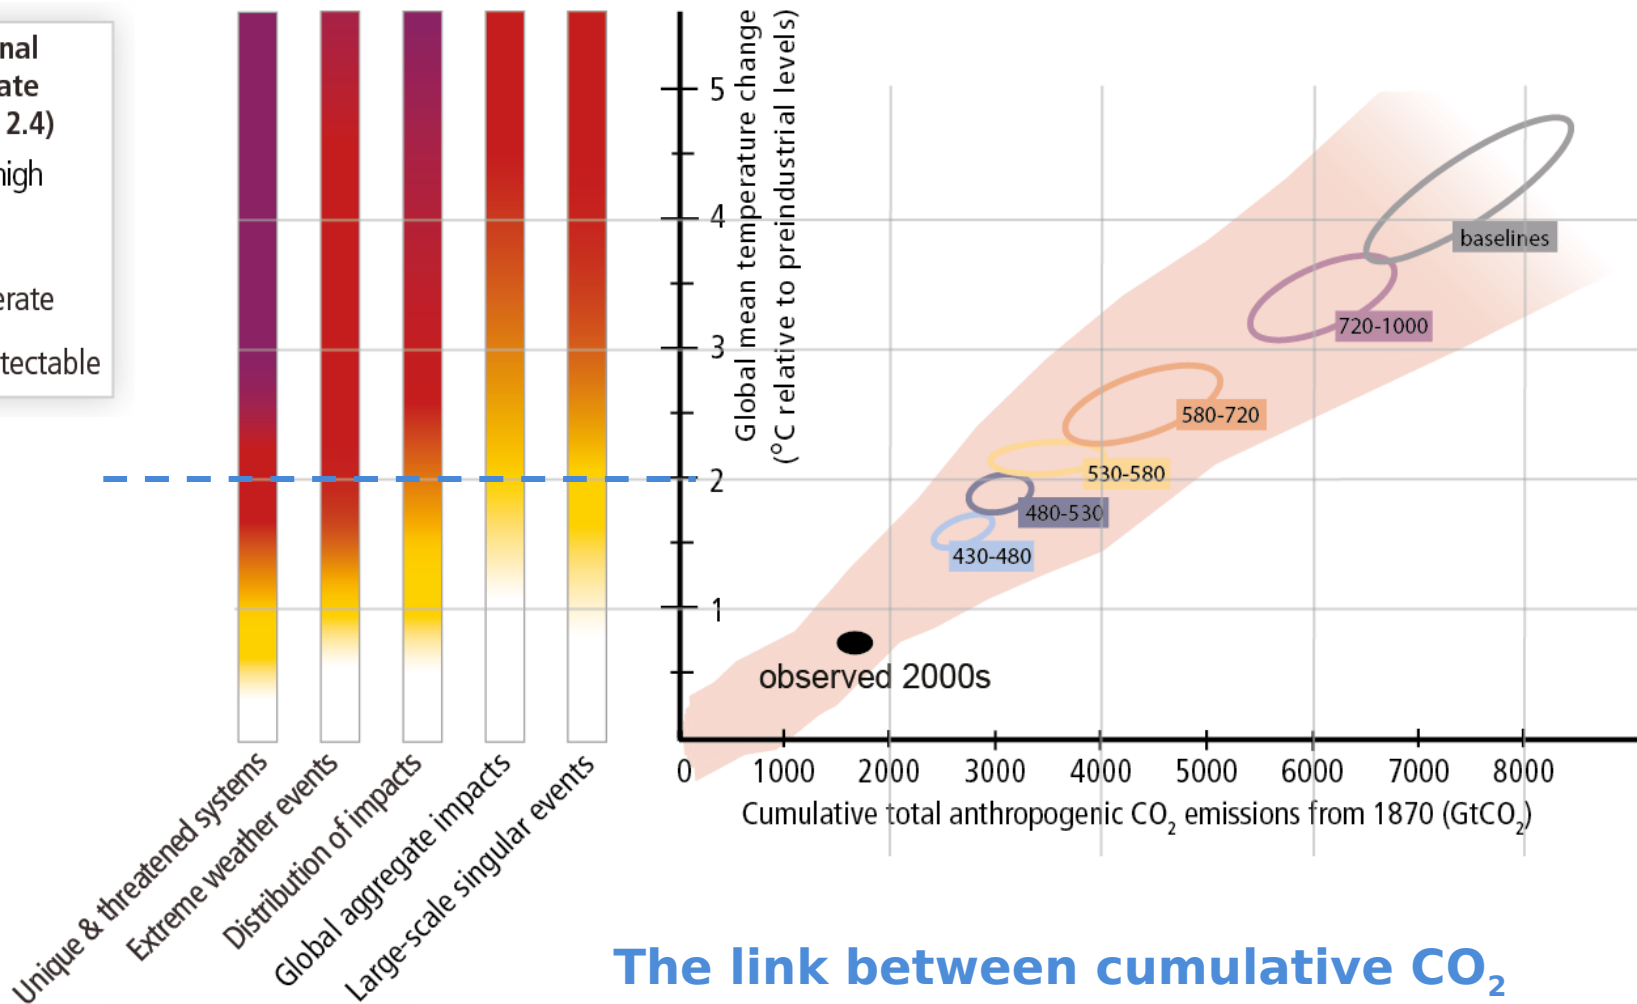 nal
ate
2.4)
high
erate
tectable
Unique & threatened systems
Extreme weather events
Distribution of impacts
Global aggregate impacts
Large-scale singular events
Global mean temperature change
(°C relative to preindustrial levels)
5
4
3
2
1
baselines
720-1000
580-720
530-580
480-530
430-480
observed 2000s
0 1000 2000 3000 4000 5000 6000 7000 8000
Cumulative total anthropogenic CO₂ emissions from 1870 (GtCO₂)
The link between cumulative CO₂